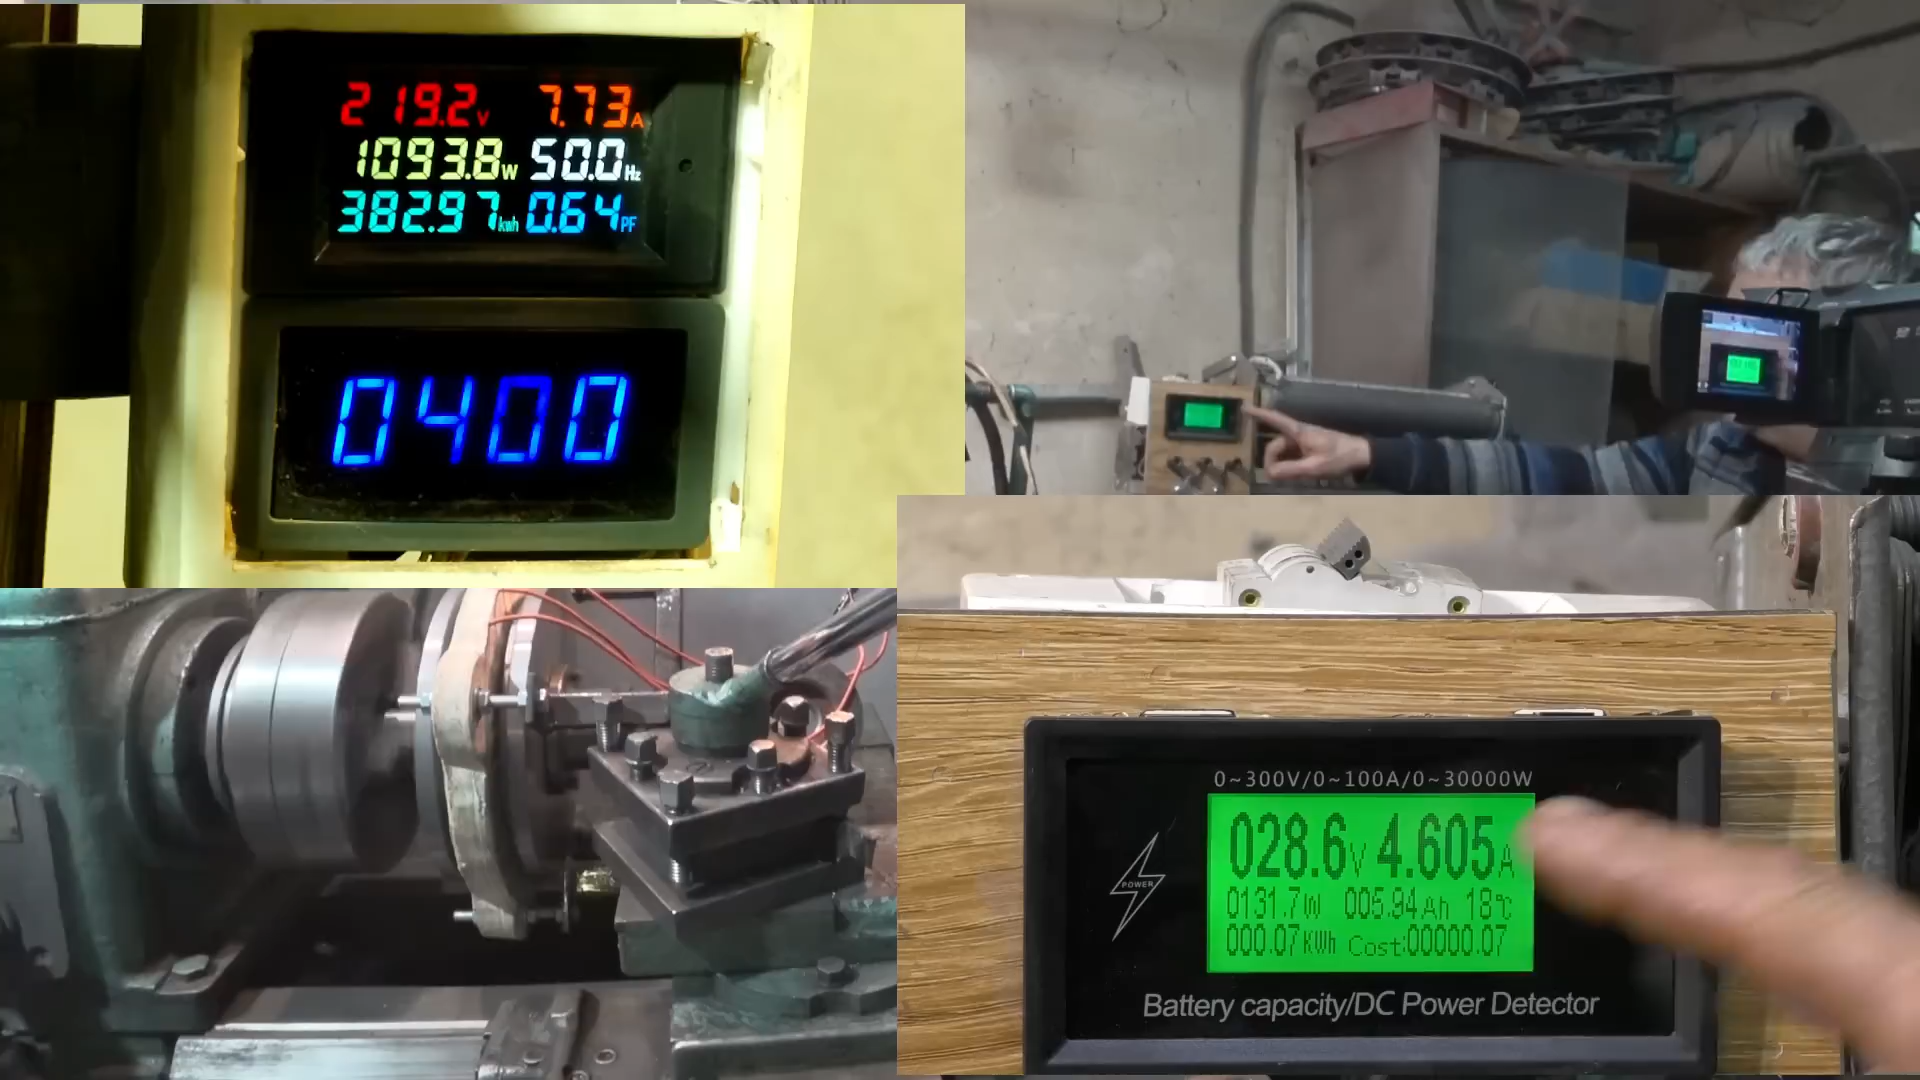 219.2V 7.73A
1093.8W 50.0Hz
382.97kwh 0.64PF
0400
0~300V/0~100A/0~30000W
028.6V 4.605A
0131.7W 005.94Ah 18℃
000.07KWh Cost:00000.07
POWER
Battery capacity/DC Power Detector